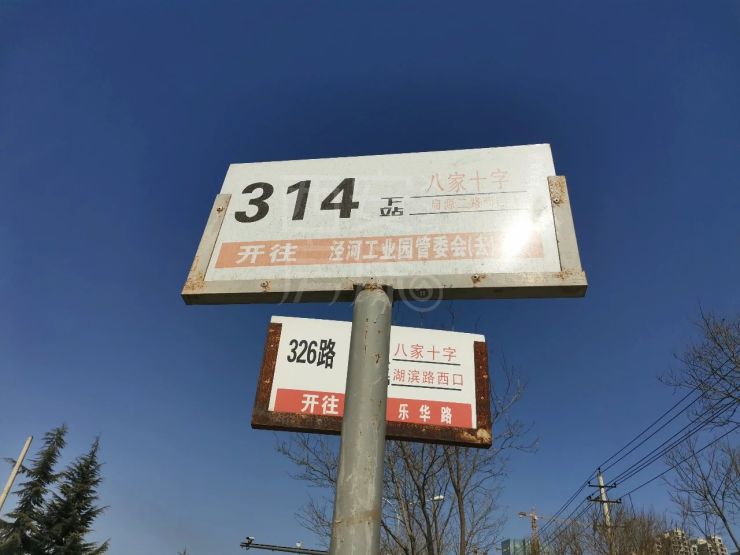 314
下站
八家十字
开往 泾河工业园管委会(
326路
八家十字
湖滨路西口
开往 乐华路